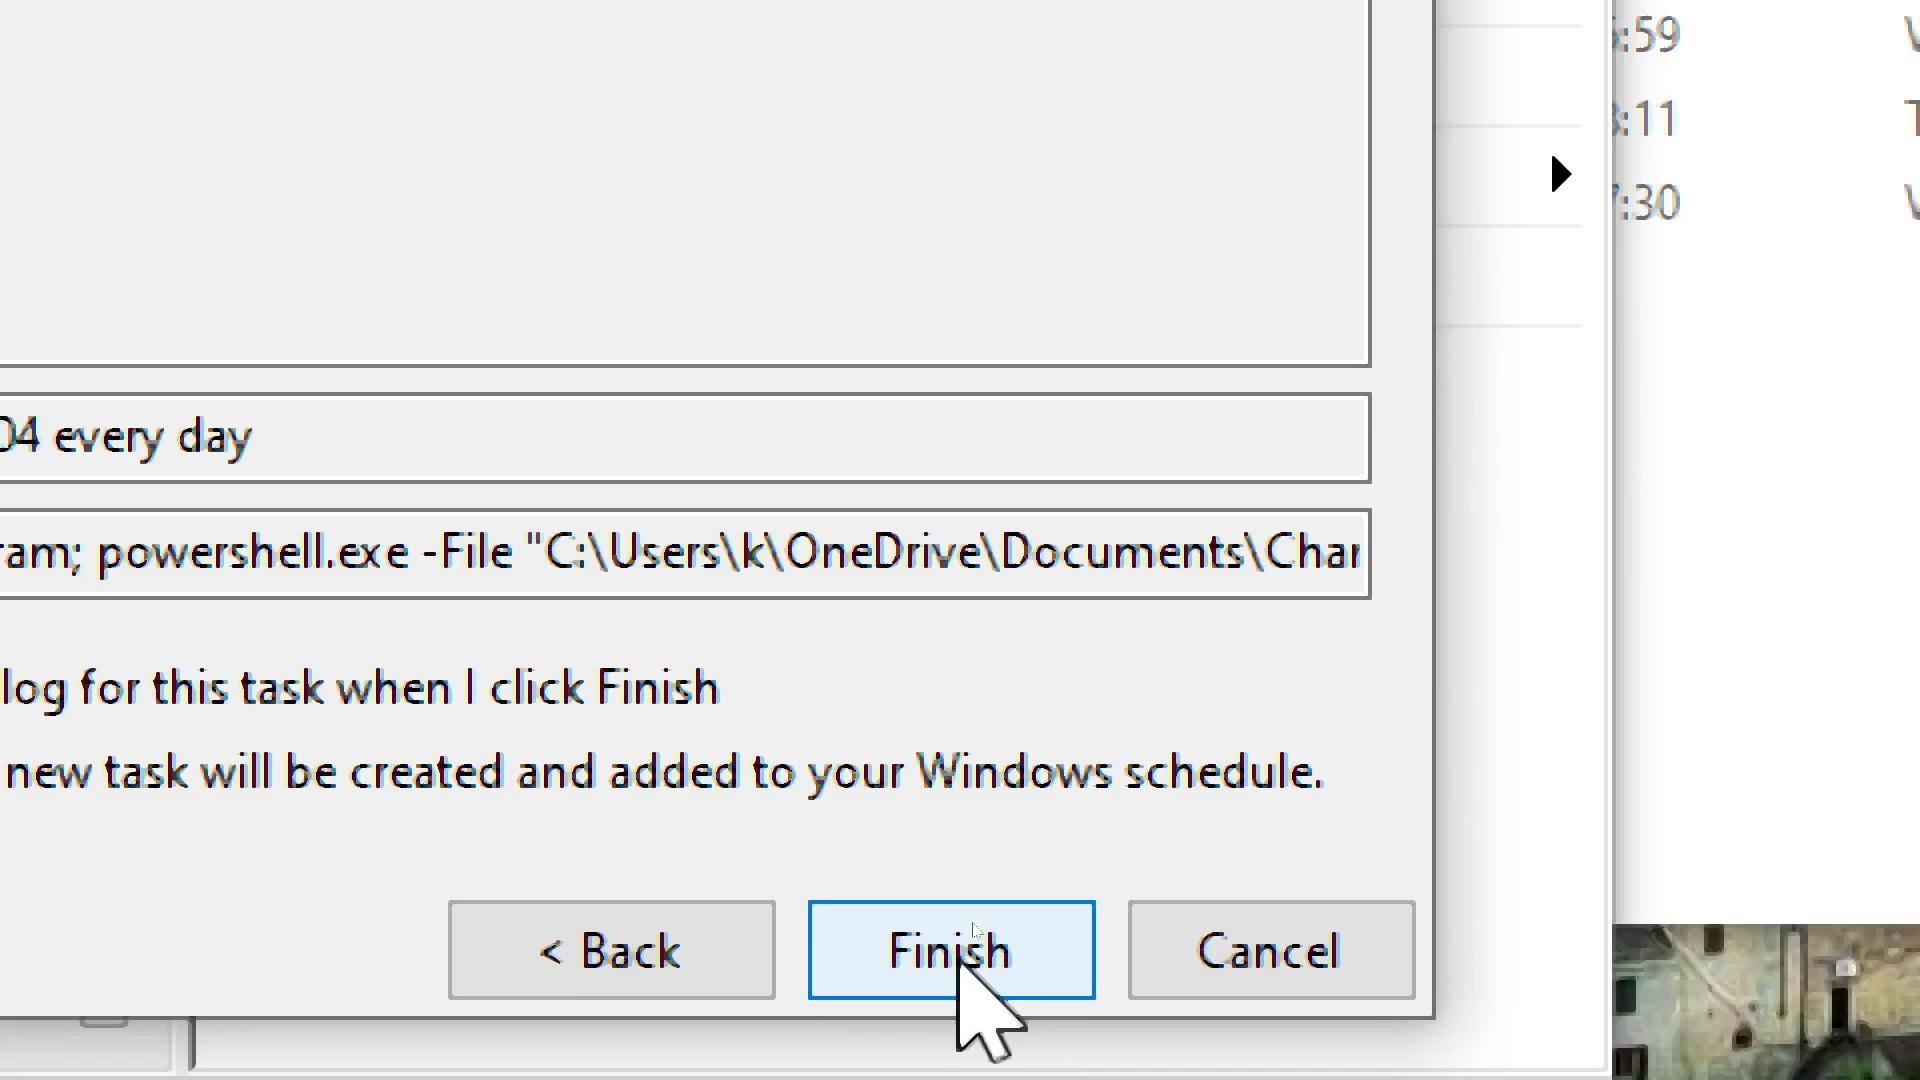 :59
:11
:30
04 every day
ram; powershell.exe -File "C:\Users\k\OneDrive\Documents\Char
log for this task when I click Finish
new task will be created and added to your Windows schedule.
< Back
Finish
Cancel